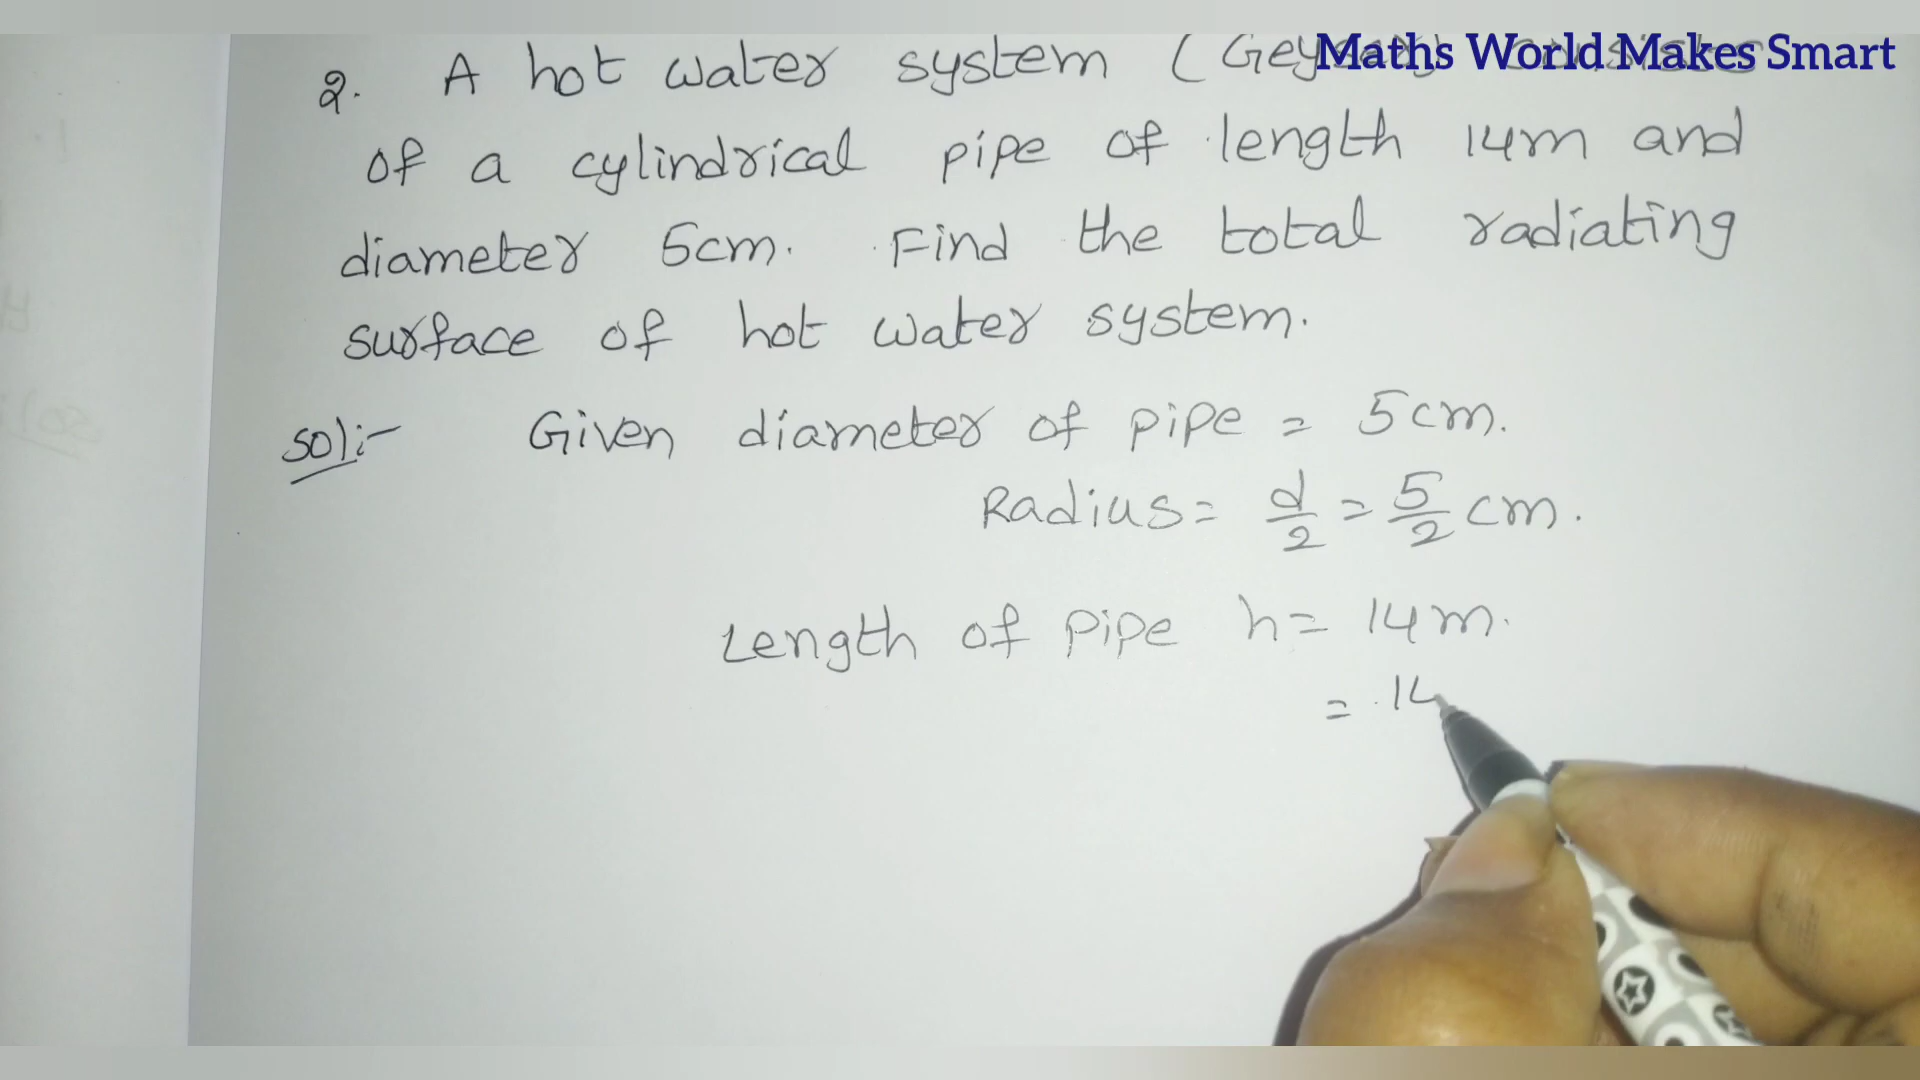 Maths World Makes Smart
2. A hot water system (Geyser) consists
of a cylindrical pipe of length 14m and
diameter 5cm. Find the total radiating
surface of hot water system.
Sol:- Given diameter of pipe = 5cm.
Radius = d/2 = 5/2 cm.
Length of pipe h = 14m.
= 14